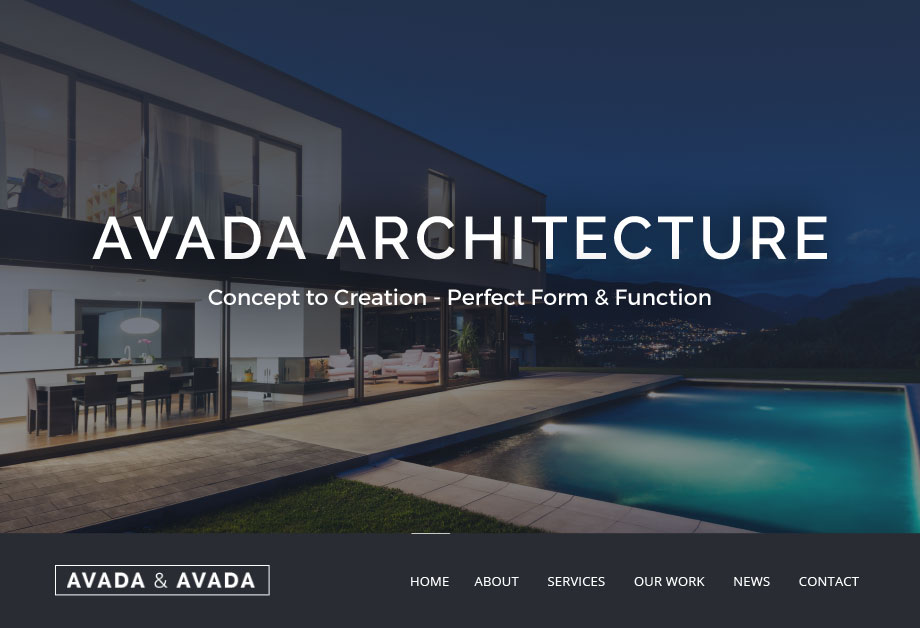 AVADA ARCHITECTURE
Concept to Creation - Perfect Form & Function
AVADA & AVADA
HOME ABOUT SERVICES OUR WORK NEWS CONTACT